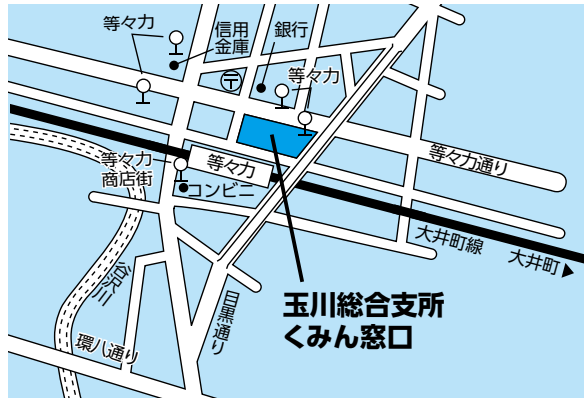 等々力
信用
金庫
銀行
〒
等々力
等々力
商店街
等々力
コンビニ
等々力通り
大井町線
大井町▶
谷沢川
目黒通り
環八通り
玉川総合支所
くみん窓口